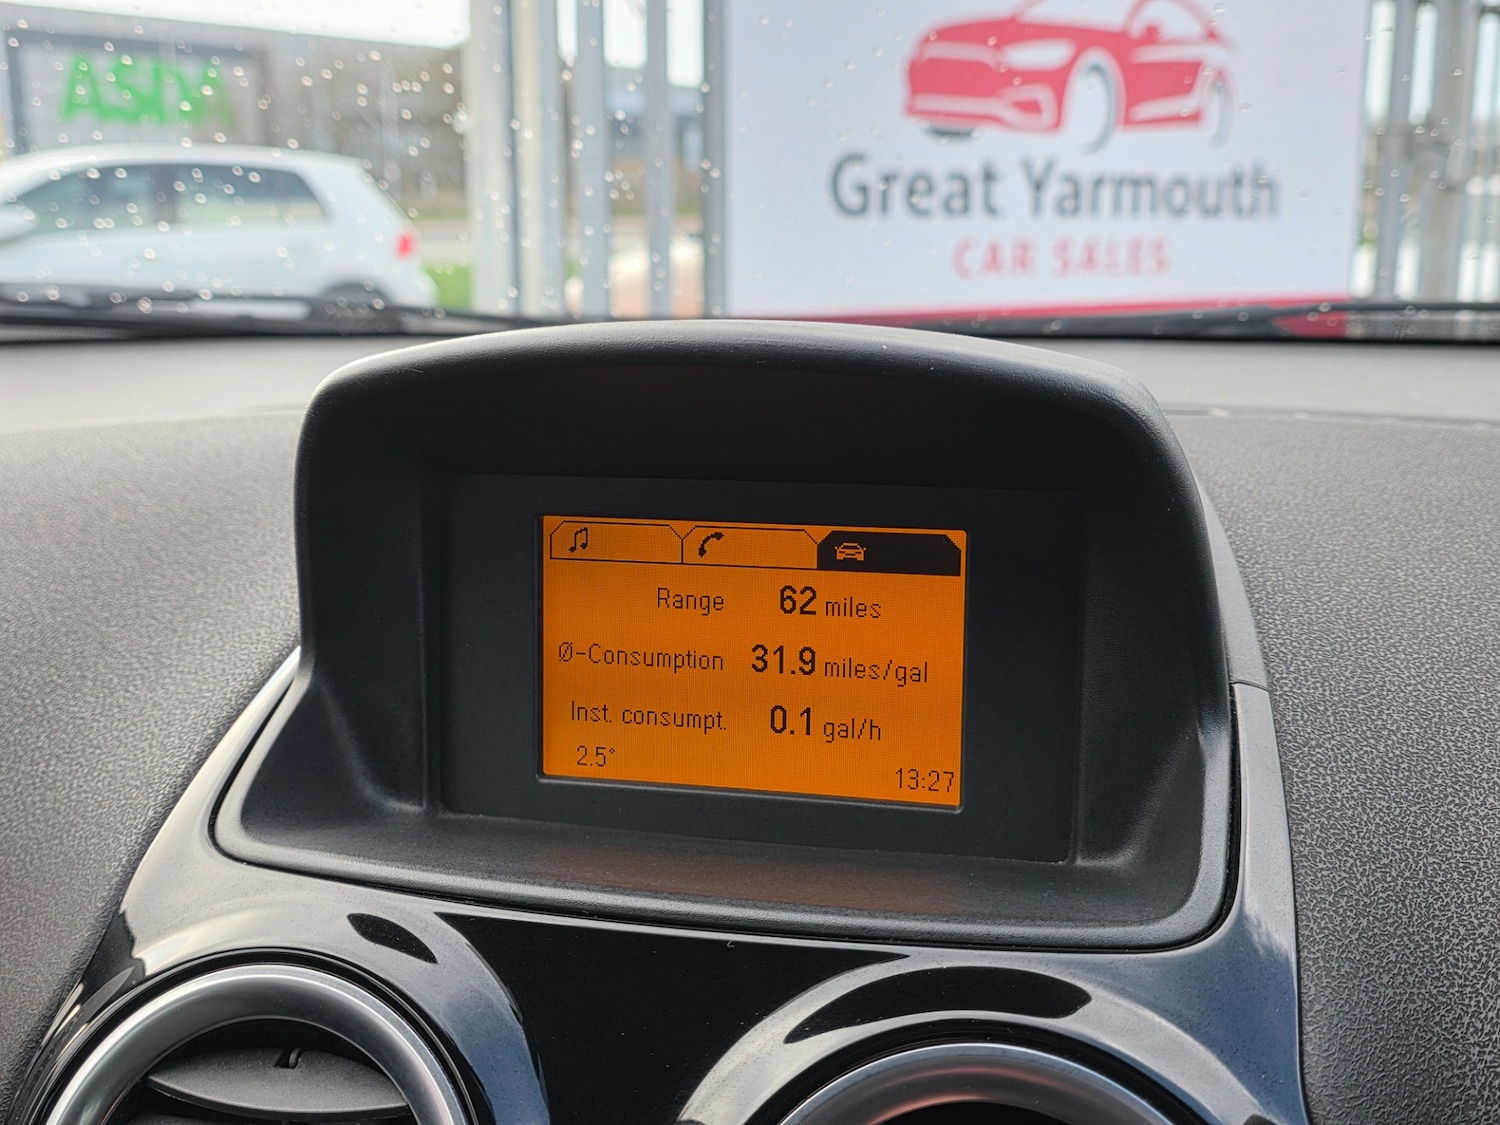 ASDA
Great Yarmouth
CAR SALES
Range 62 miles
Ø-Consumption 31.9 miles/gal
Inst. consumpt. 0.1 gal/h
2.5°
13:27